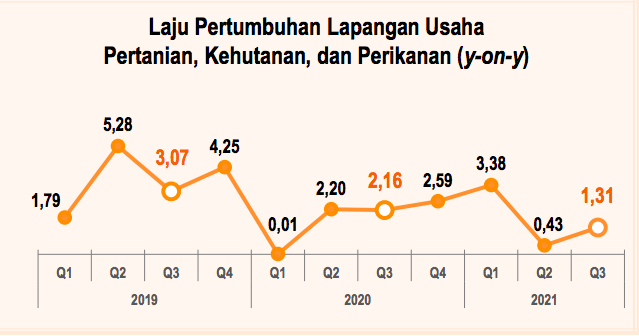 Laju Pertumbuhan Lapangan Usaha
Pertanian, Kehutanan, dan Perikanan (y-on-y)
1,79
5,28
3,07
4,25
0,01
2,20
2,16
2,59
3,38
0,43
1,31
Q1 Q2 Q3 Q4 Q1 Q2 Q3 Q4 Q1 Q2 Q3
2019 2020 2021